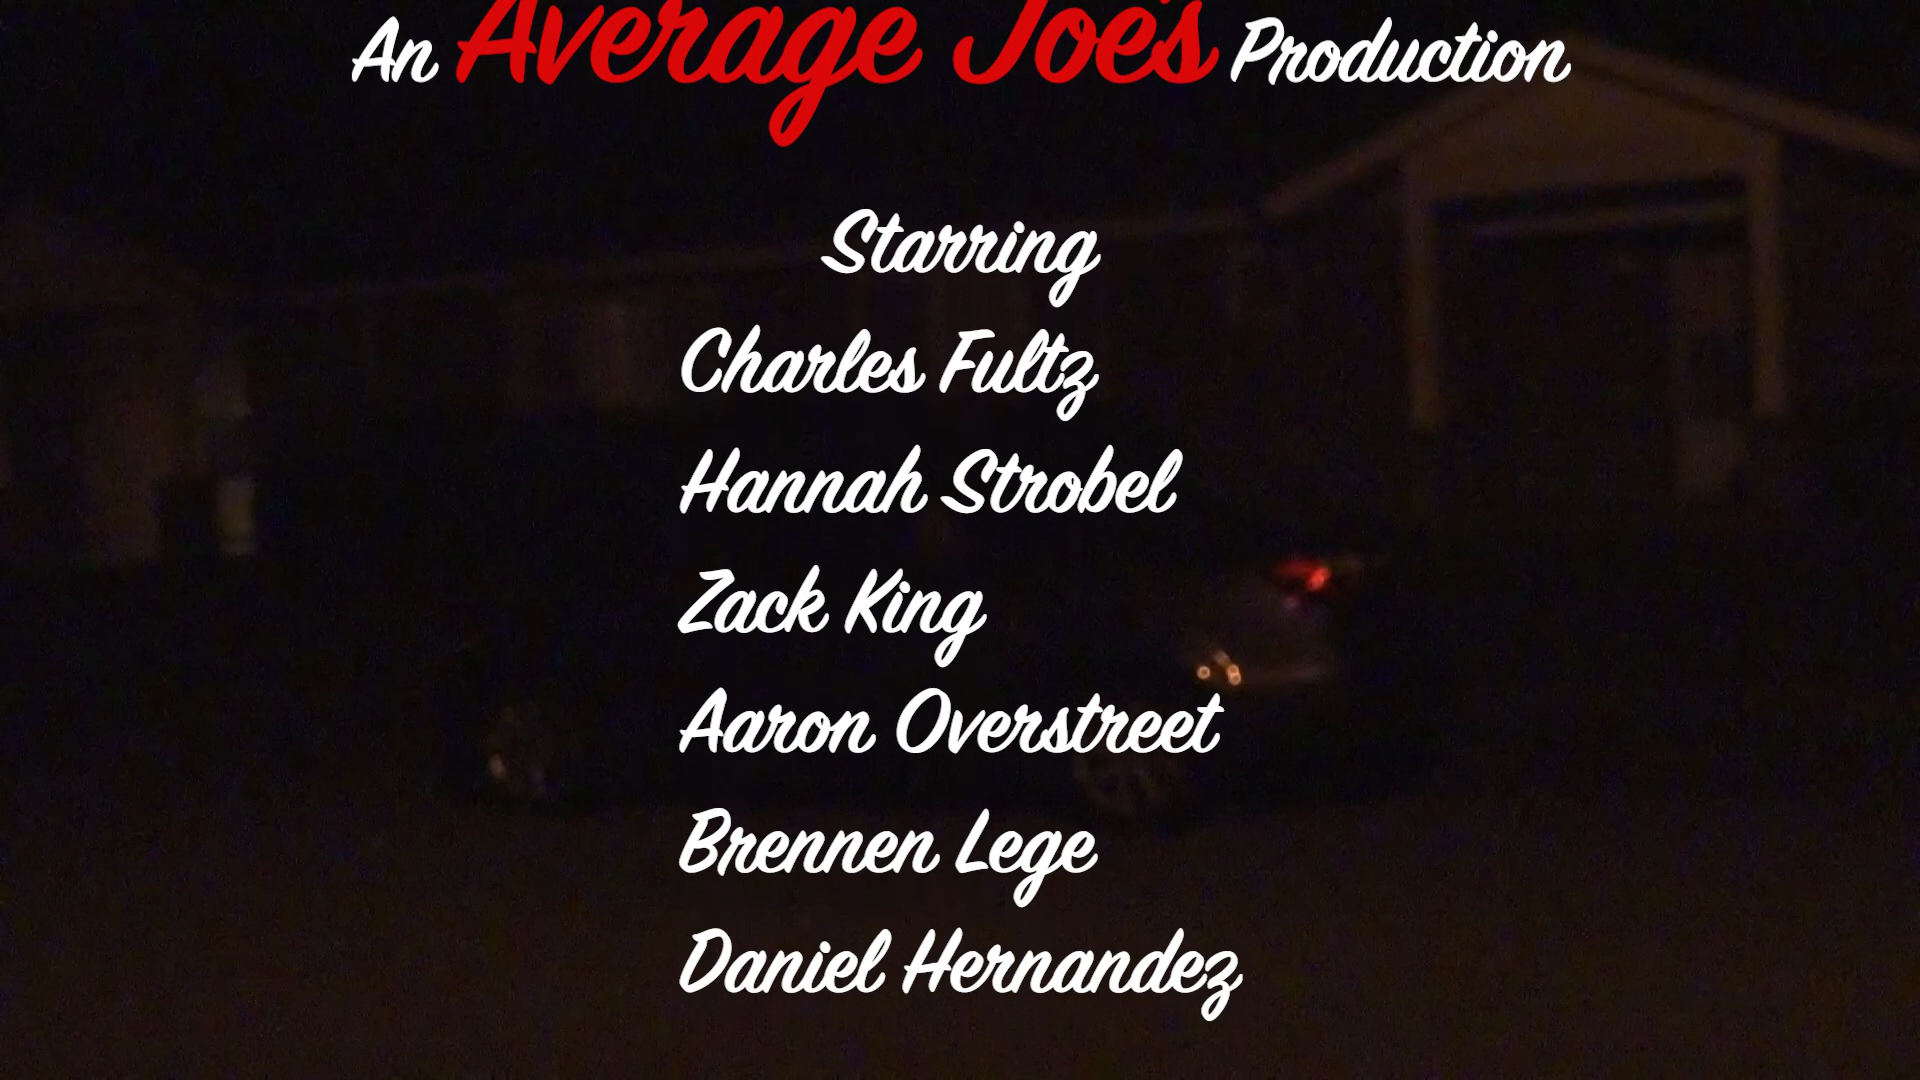 An Average Joe's Production
Starring
Charles Fultz
Hannah Strobel
Zack King
Aaron Overstreet
Brennen Lege
Daniel Hernandez